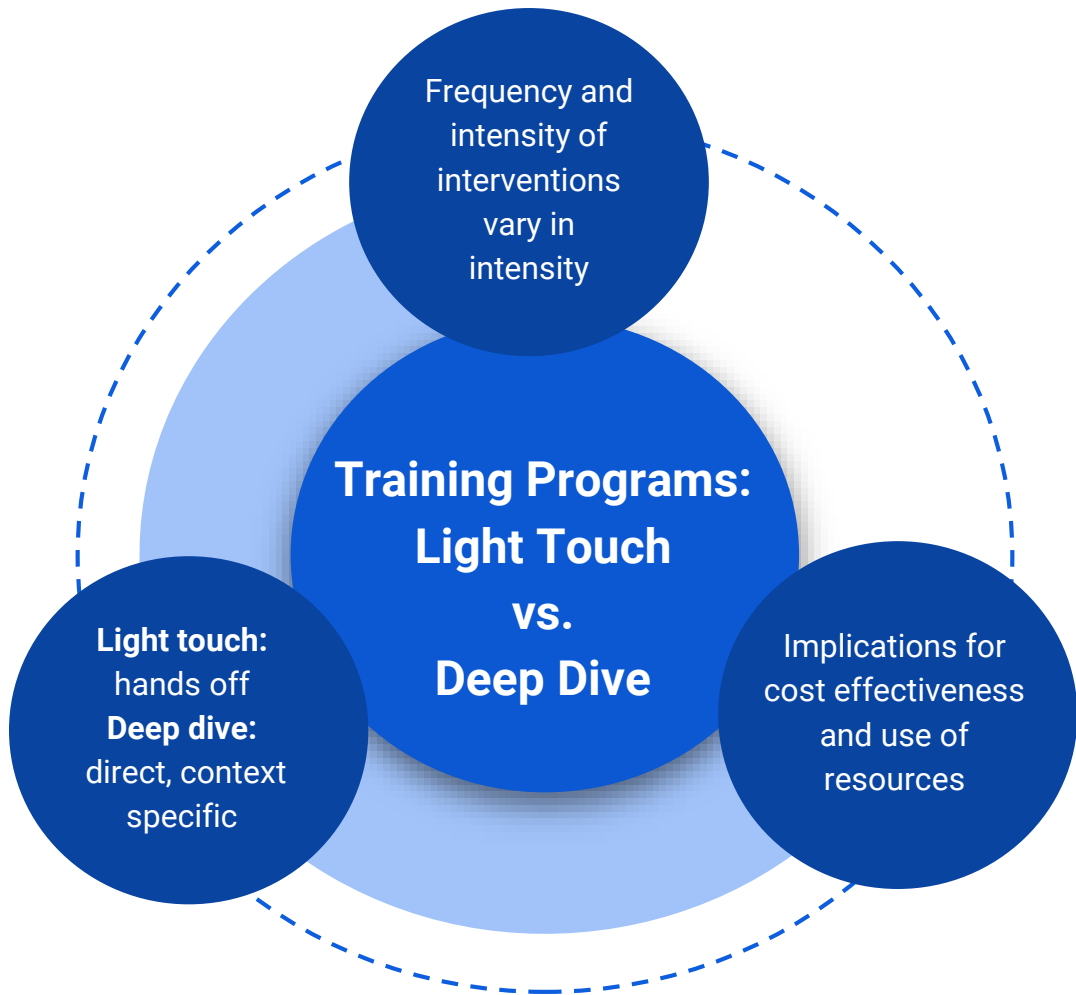 Frequency and
intensity of
interventions
vary in
intensity
Training Programs:
Light Touch
vs.
Deep Dive
Light touch:
hands off
Deep dive:
direct, context
specific
Implications for
cost effectiveness
and use of
resources